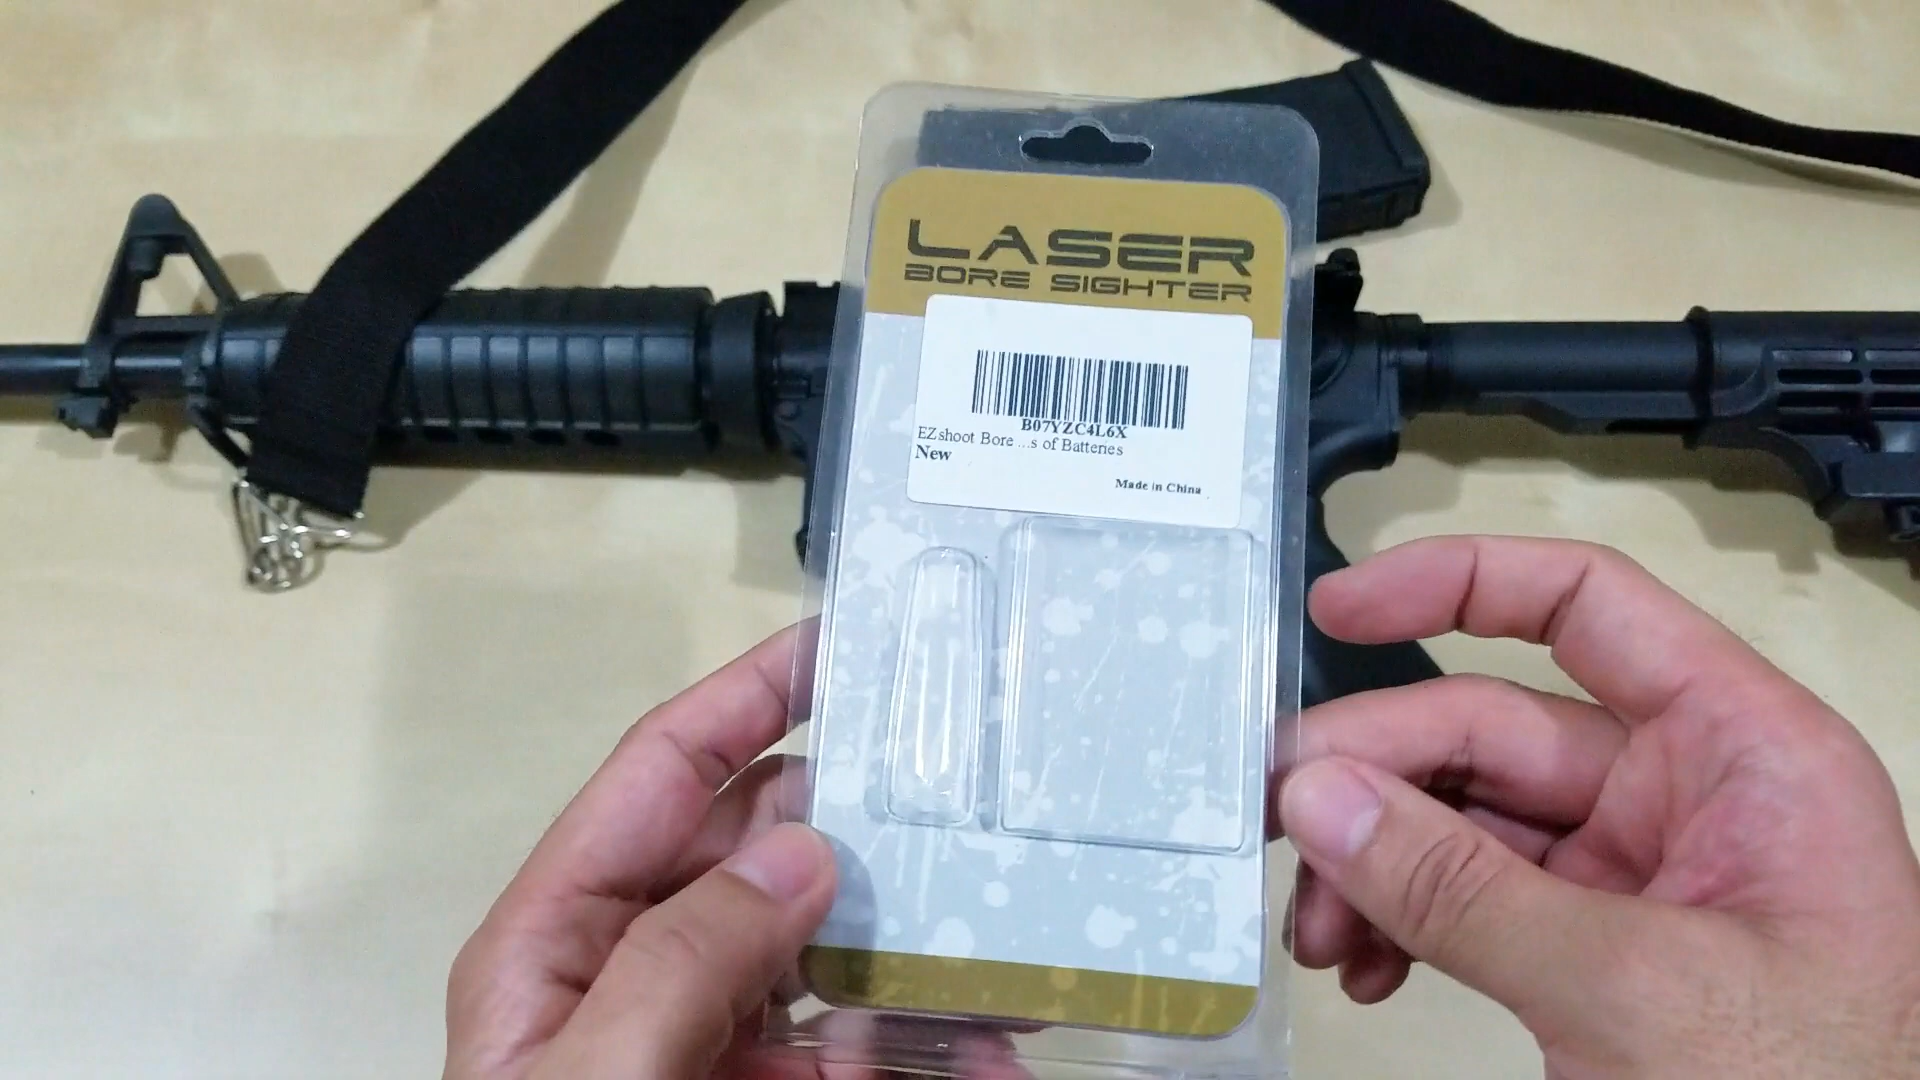 LASER
BORE SIGHTER
B07YZC4L6X
EZshoot Bore ...s of Batteries
New
Made in China